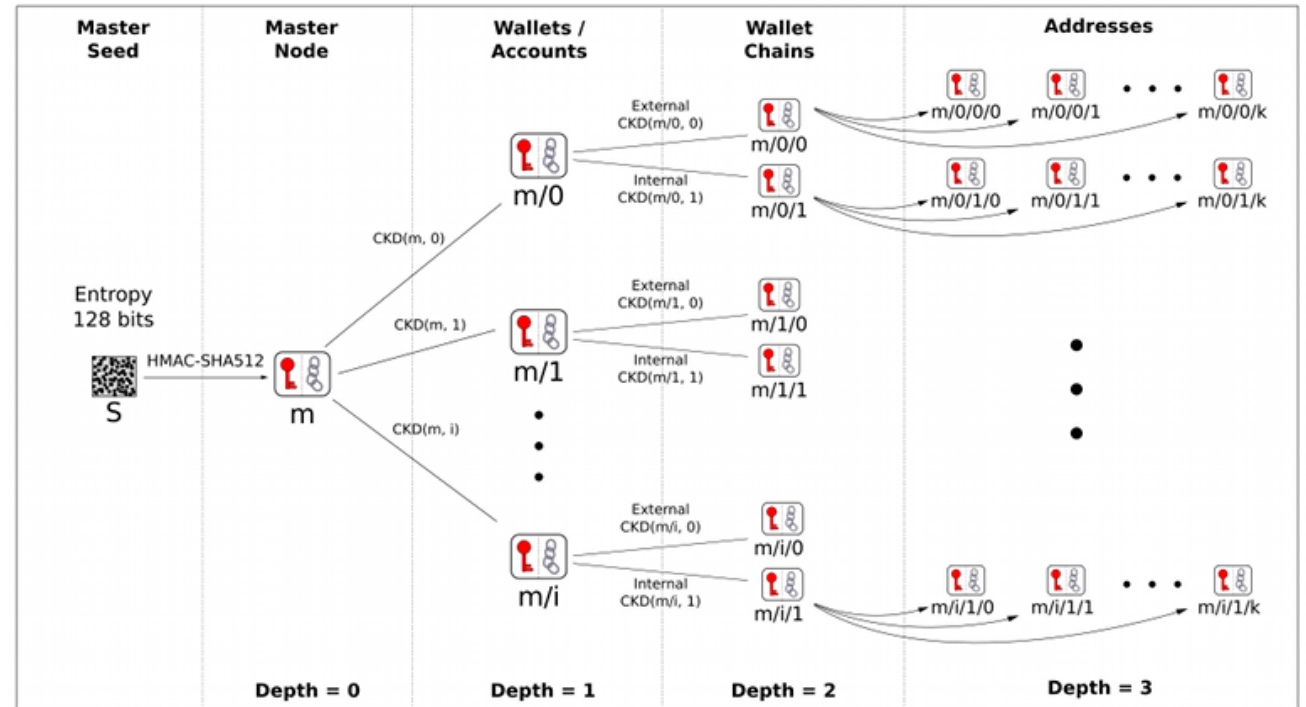 Master
Seed
Master
Node
Wallets /
Accounts
Wallet
Chains
Addresses
Entropy
128 bits
S
HMAC-SHA512
m
CKD(m, 0)
CKD(m, 1)
CKD(m, i)
m/0
m/1
m/i
External
CKD(m/0, 0)
Internal
CKD(m/0, 1)
External
CKD(m/1, 0)
Internal
CKD(m/1, 1)
External
CKD(m/i, 0)
Internal
CKD(m/i, 1)
m/0/0
m/0/1
m/1/0
m/1/1
m/i/0
m/i/1
m/0/0/0 m/0/0/1 m/0/0/k
m/0/1/0 m/0/1/1 m/0/1/k
m/i/1/0 m/i/1/1 m/i/1/k
Depth = 0 Depth = 1 Depth = 2 Depth = 3